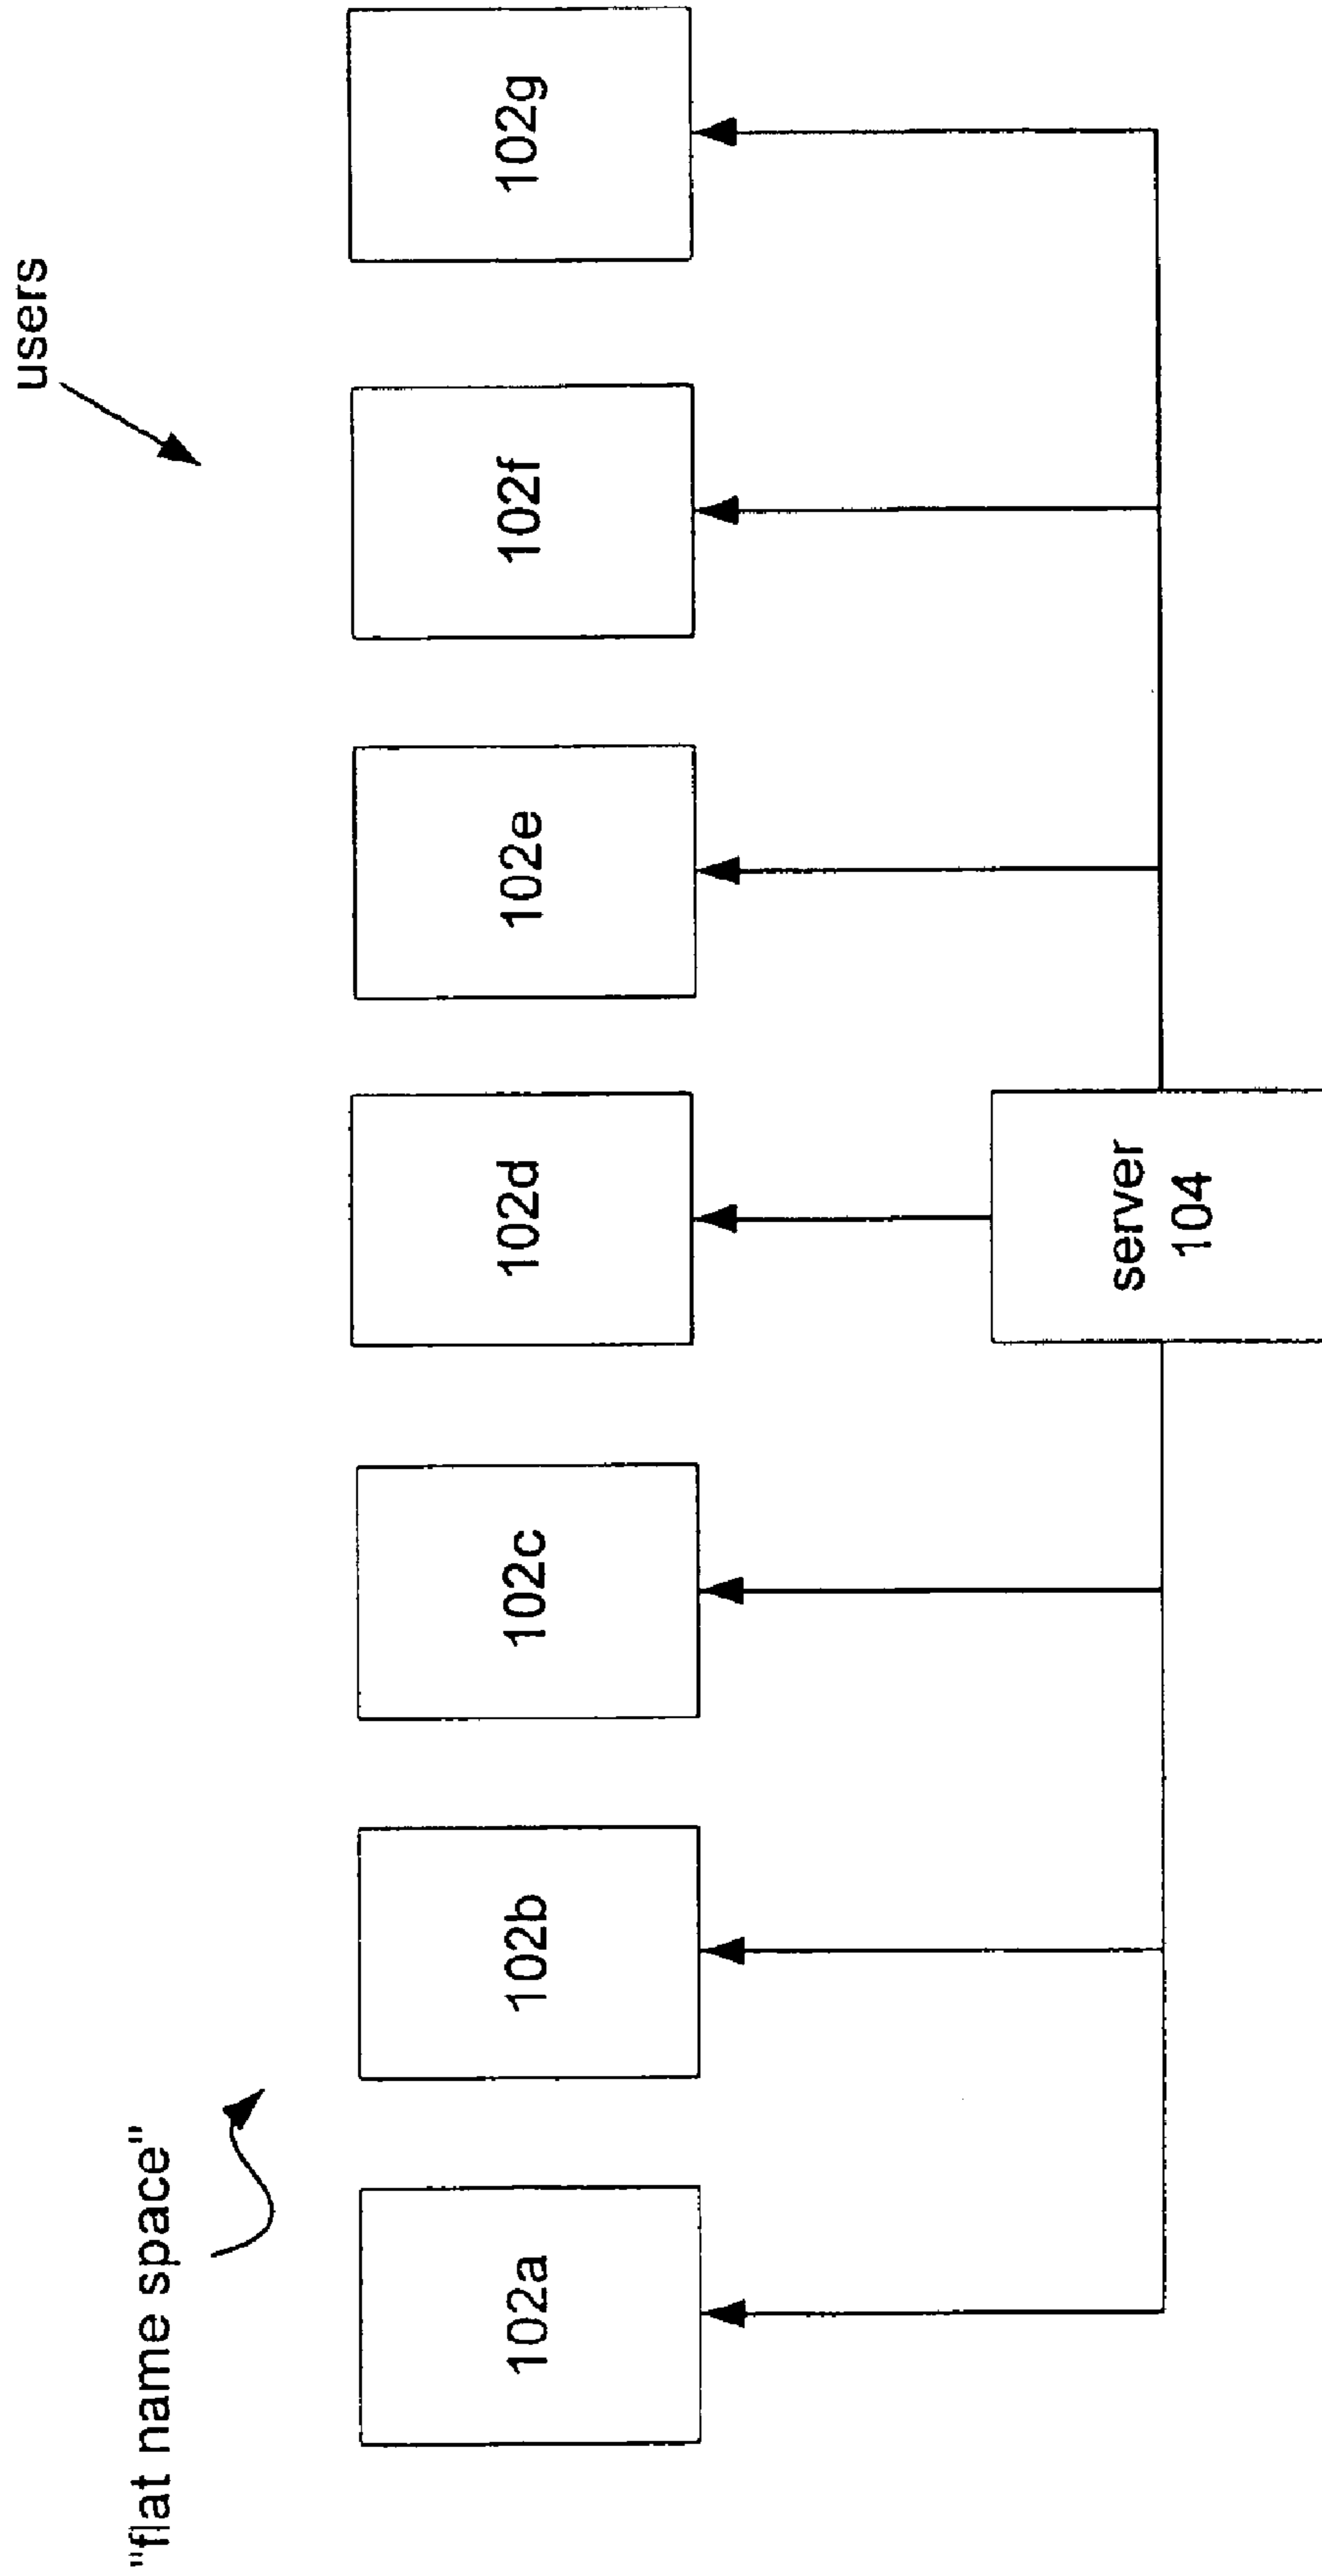 users
"flat name space"
102a
102b
102c
102d
102e
102f
102g
server
104